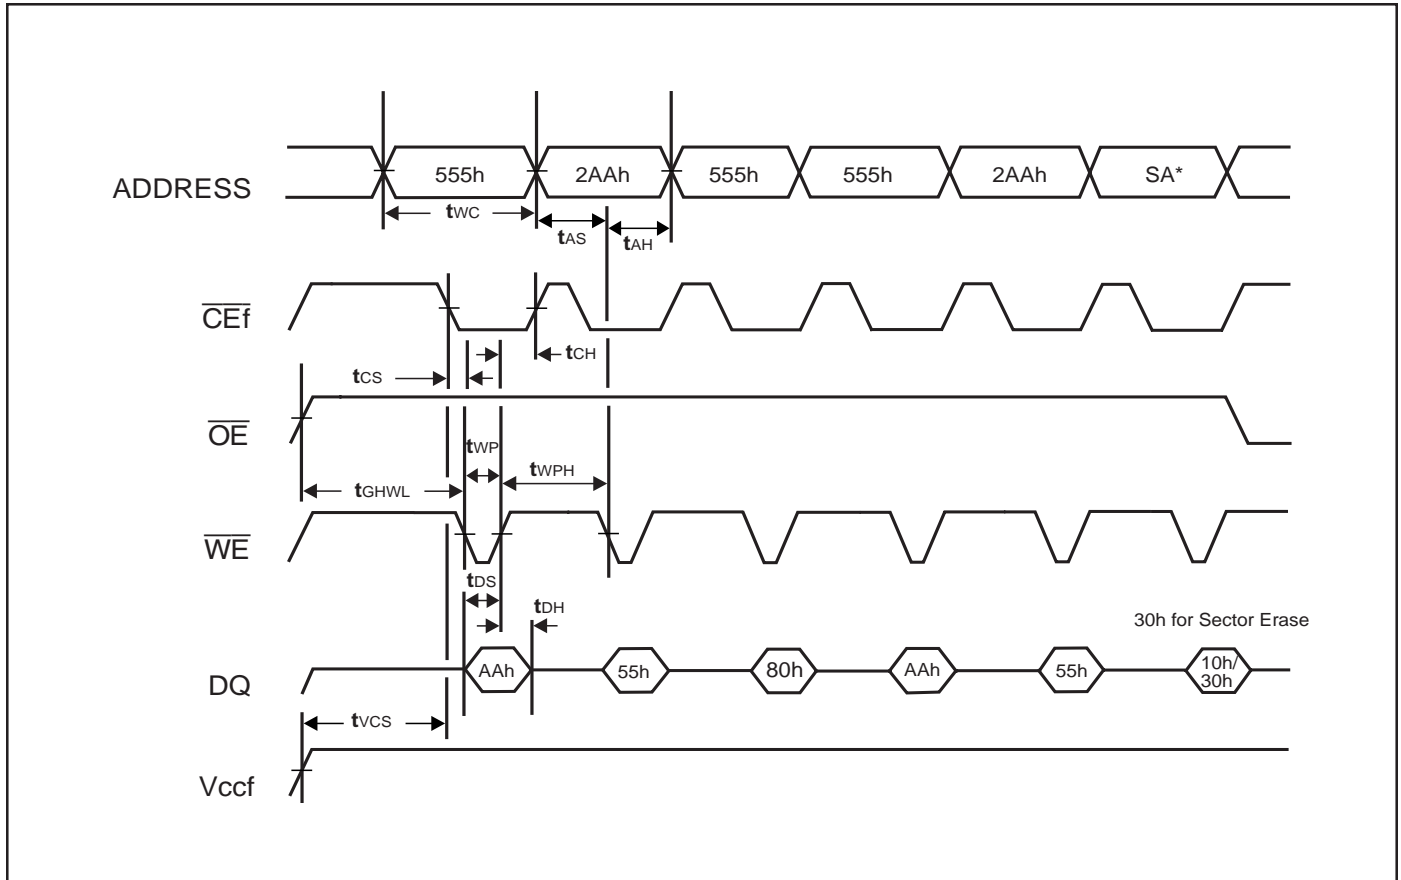 ADDRESS 555h 2AAh 555h 555h 2AAh SA*
tWC
tAS tAH
CEf
tCH
tCS
OE
tWP
tWPH
tGHWL
WE
tDS
tDH
30h for Sector Erase
DQ AAh 55h 80h AAh 55h 10h/
30h
tVCS
Vccf